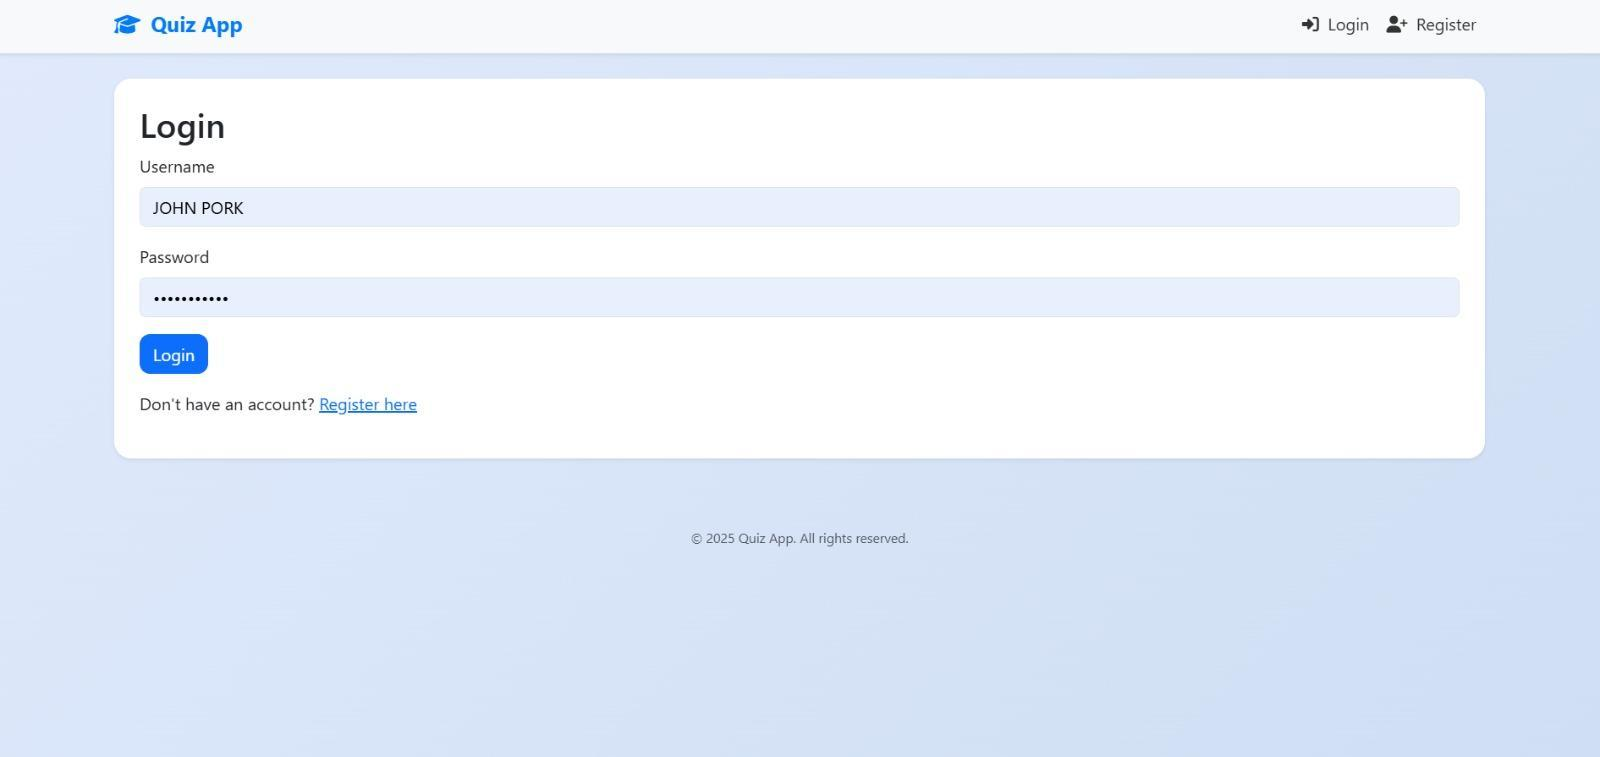 Quiz App
Login
Register
Login
Username
JOHN PORK
Password
•••••••••••
Login
Don't have an account? Register here
© 2025 Quiz App. All rights reserved.